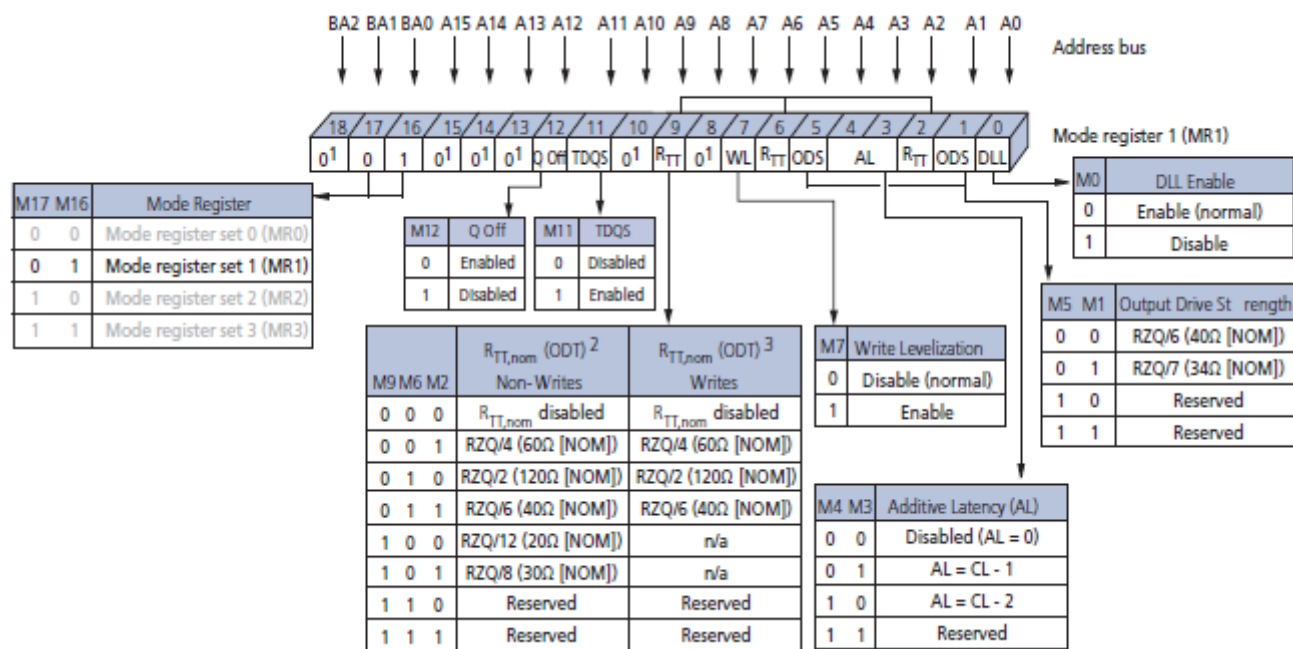 BA2 BA1 BA0 A15 A14 A13 A12 A11 A10 A9 A8 A7 A6 A5 A4 A3 A2 A1 A0
Address bus
18 17 16 15 14 13 12 11 10 9 8 7 6 5 4 3 2 1 0
0¹ 0 1 0¹ 0¹ 0¹ Q Off TDQS 0¹ RTT 0¹ WL RTT ODS AL RTT ODS DLL
Mode register 1 (MR1)
M17 M16 Mode Register
0 0 Mode register set 0 (MR0)
0 1 Mode register set 1 (MR1)
1 0 Mode register set 2 (MR2)
1 1 Mode register set 3 (MR3)
M12 Q Off
0 Enabled
1 Disabled
M11 TDQS
0 Disabled
1 Enabled
M0 DLL Enable
0 Enable (normal)
1 Disable
M5 M1 Output Drive St rength
0 0 RZQ/6 (40Ω [NOM])
0 1 RZQ/7 (34Ω [NOM])
1 0 Reserved
1 1 Reserved
RTT,nom (ODT) 2 RTT,nom (ODT) 3
M9 M6 M2 Non-Writes Writes
0 0 0 RTT,nom disabled RTT,nom disabled
0 0 1 RZQ/4 (60Ω [NOM]) RZQ/4 (60Ω [NOM])
0 1 0 RZQ/2 (120Ω [NOM]) RZQ/2 (120Ω [NOM])
0 1 1 RZQ/6 (40Ω [NOM]) RZQ/6 (40Ω [NOM])
1 0 0 RZQ/12 (20Ω [NOM]) n/a
1 0 1 RZQ/8 (30Ω [NOM]) n/a
1 1 0 Reserved Reserved
1 1 1 Reserved Reserved
M7 Write Levelization
0 Disable (normal)
1 Enable
M4 M3 Additive Latency (AL)
0 0 Disabled (AL = 0)
0 1 AL = CL - 1
1 0 AL = CL - 2
1 1 Reserved